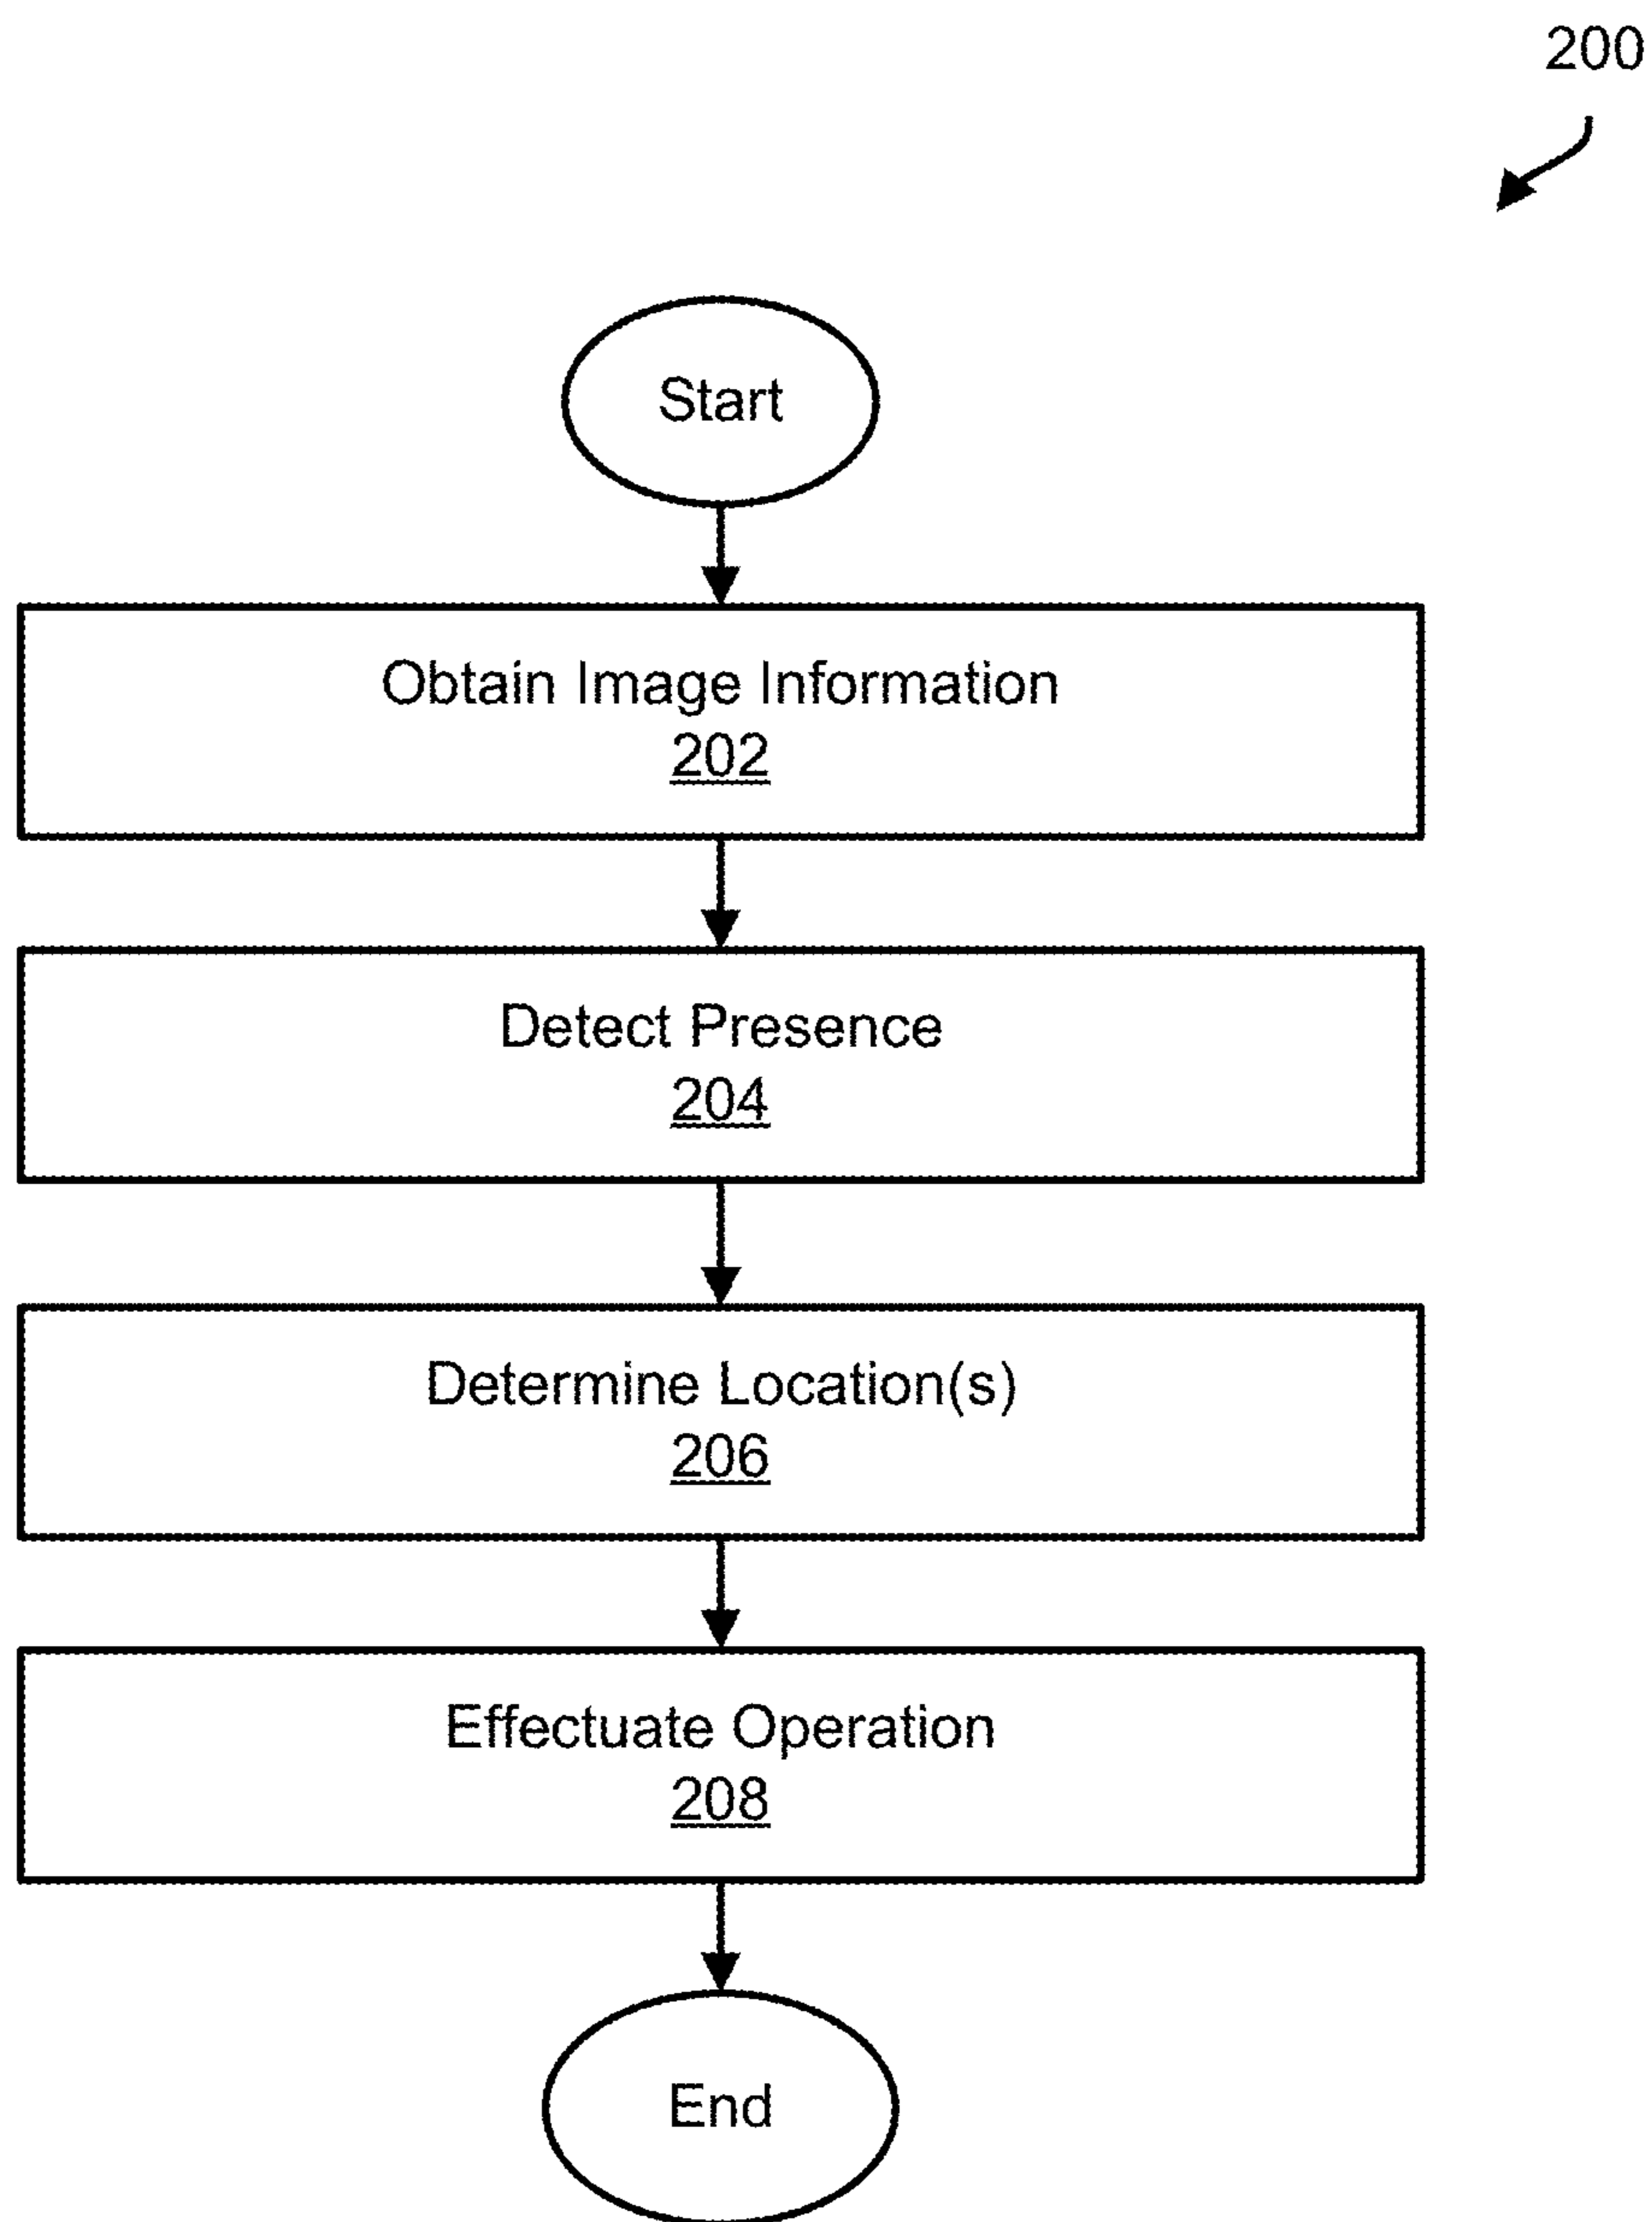 200
Start
Obtain Image Information
202
Detect Presence
204
Determine Location(s)
206
Effectuate Operation
208
End